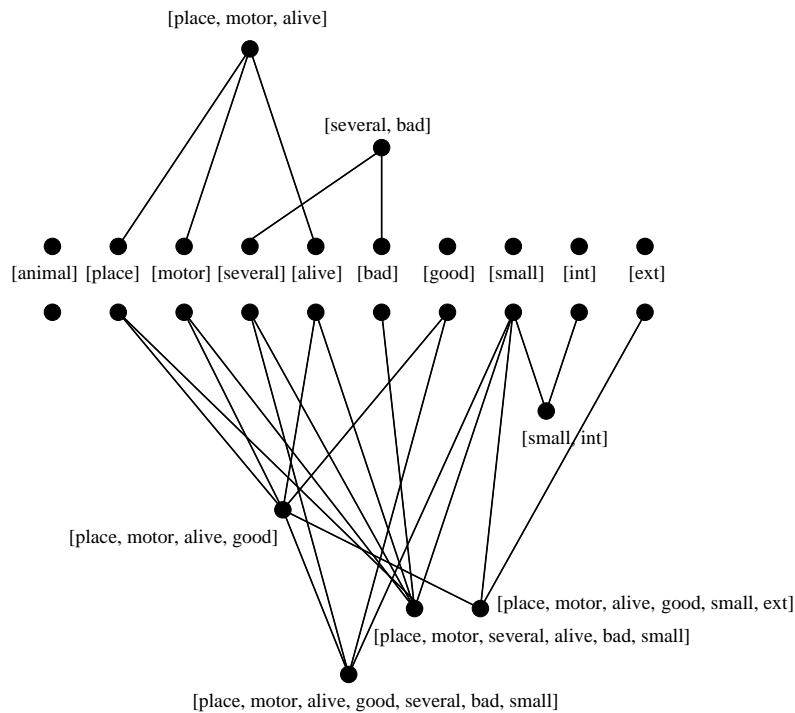 [place, motor, alive]
[several, bad]
[animal] [place] [motor] [several] [alive] [bad] [good] [small] [int] [ext]
[small, int]
[place, motor, alive, good]
[place, motor, alive, good, small, ext]
[place, motor, several, alive, bad, small]
[place, motor, alive, good, several, bad, small]